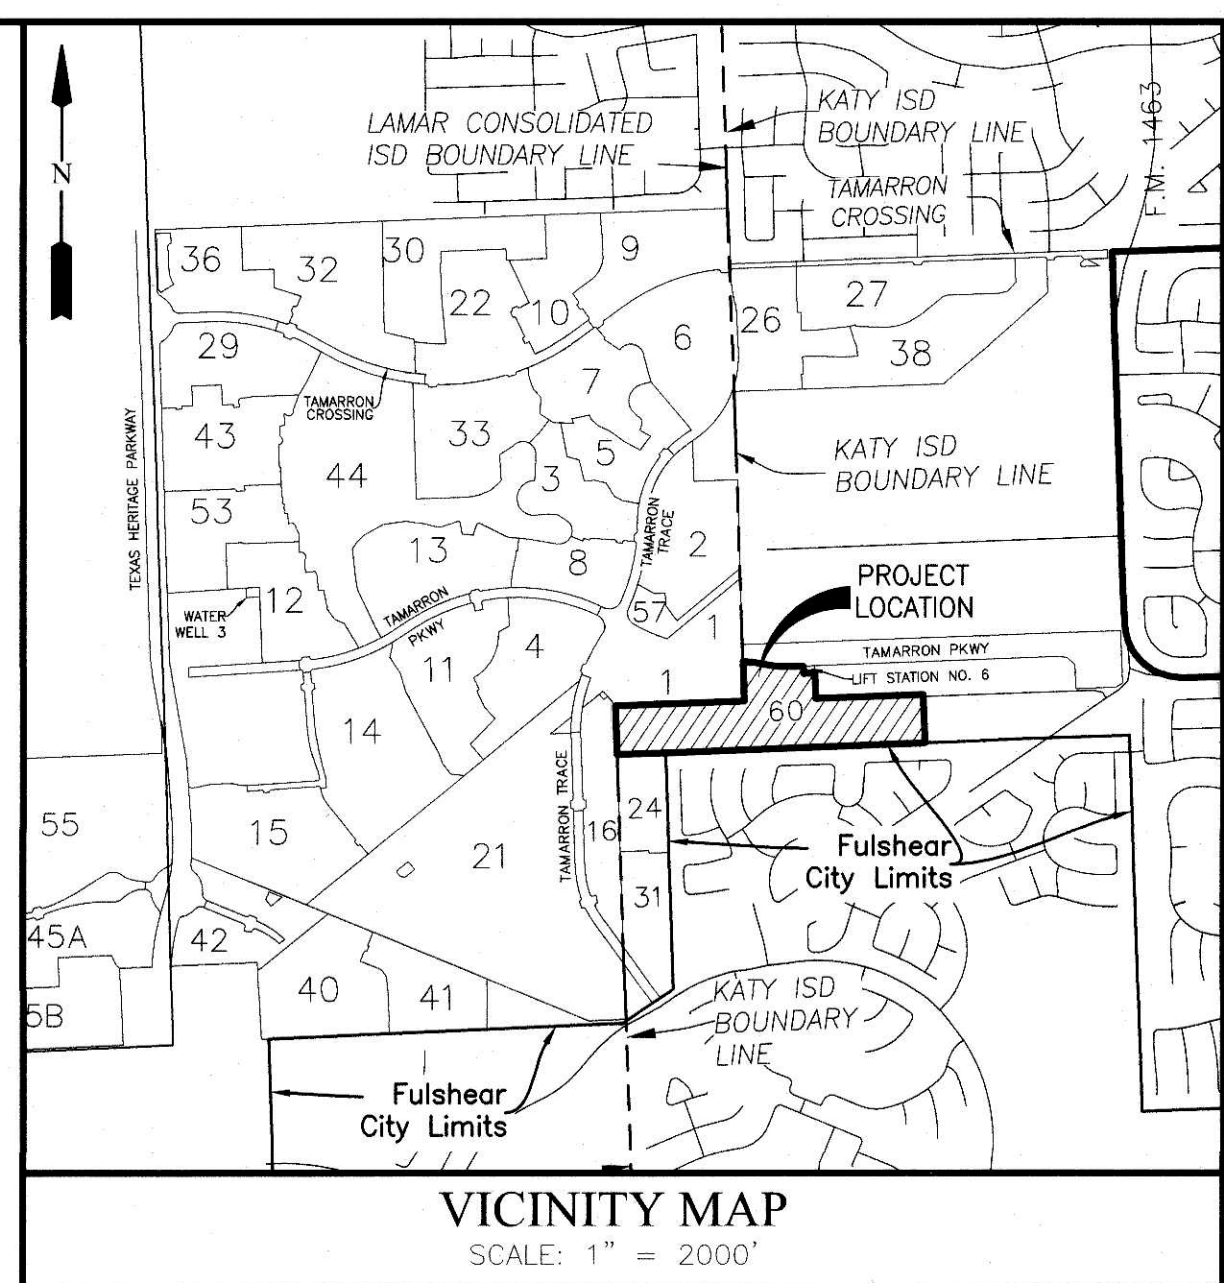 N
LAMAR CONSOLIDATED
ISD BOUNDARY LINE
KATY ISD
BOUNDARY LINE
TAMARRON
CROSSING
F.M. 1463
36
32
30
22
10
9
6
26
27
38
29
7
TAMARRON
CROSSING
43
33
5
3
44
KATY ISD
BOUNDARY LINE
TEXAS HERITAGE PARKWAY
53
13
8
TAMARRON
TRACE
2
PROJECT
LOCATION
WATER
WELL 3
12
TAMARRON
PKWY
57
1
11
4
1
TAMARRON PKWY
LIFT STATION NO. 6
60
14
55
15
21
TAMARRON TRACE
16
24
31
Fulshear
City Limits
45A
42
5B
40
41
KATY ISD
BOUNDARY
LINE
Fulshear
City Limits
VICINITY MAP
SCALE: 1" = 2000'